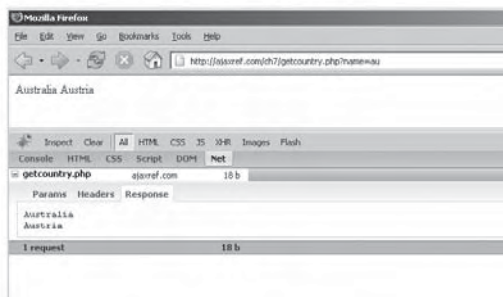 Mozilla Firefox
File Edit View Go Bookmarks Tools Help
http://ajaxref.com/ch7/getcountry.php?name=au
Australia Austria
Inspect Clear All HTML CSS JS XHR Images Flash
Console HTML CSS Script DOM Net
getcountry.php ajaxref.com 18 b
Params Headers Response
Australia
Austria
1 request 18 b